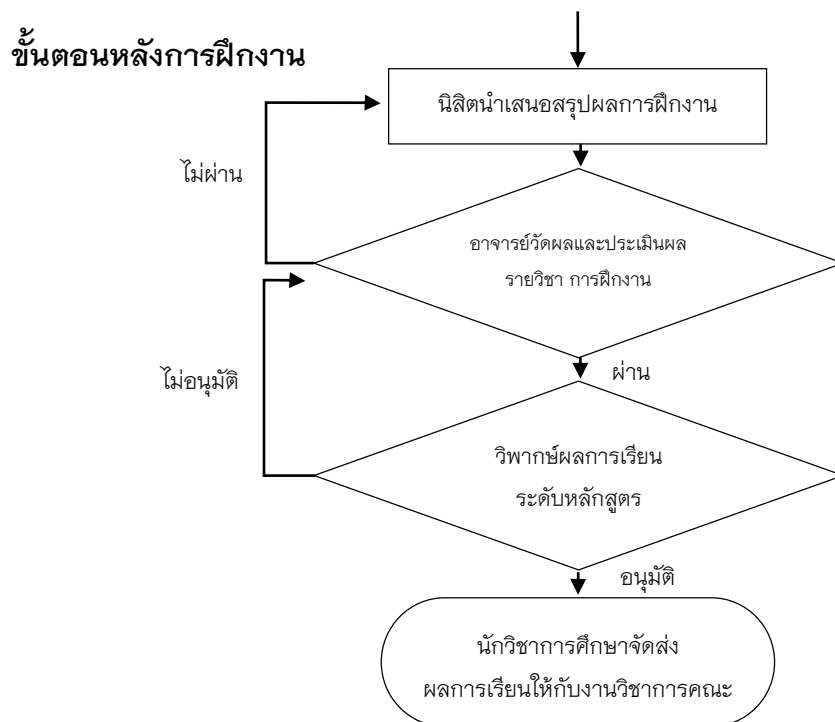 ขั้นตอนหลังการฝึกงาน
นิสิตนำเสนอสรุปผลการฝึกงาน
ไม่ผ่าน
อาจารย์วัดผลและประเมินผล
รายวิชา การฝึกงาน
ผ่าน
ไม่อนุมัติ
วิพากษ์ผลการเรียน
ระดับหลักสูตร
อนุมัติ
นักวิชาการศึกษาจัดส่ง
ผลการเรียนให้กับงานวิชาการคณะ